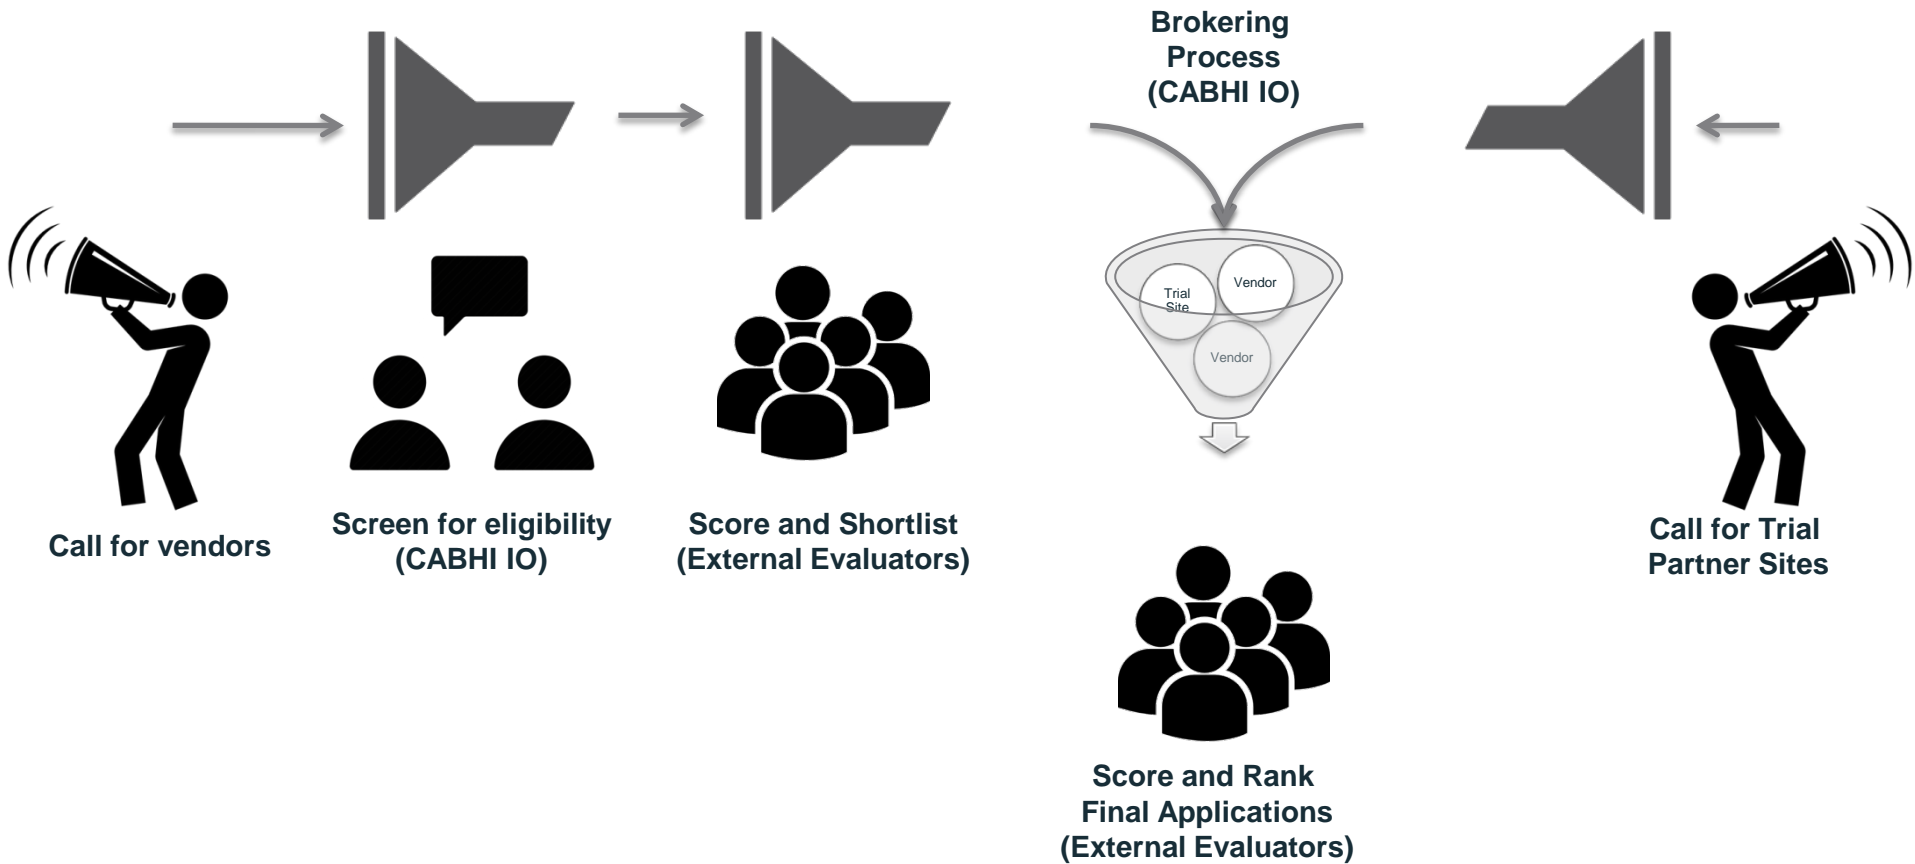 Brokering
Process
(CABHI IO)
Trial
Site
Vendor
Vendor
Call for vendors
Screen for eligibility
(CABHI IO)
Score and Shortlist
(External Evaluators)
Call for Trial
Partner Sites
Score and Rank
Final Applications
(External Evaluators)